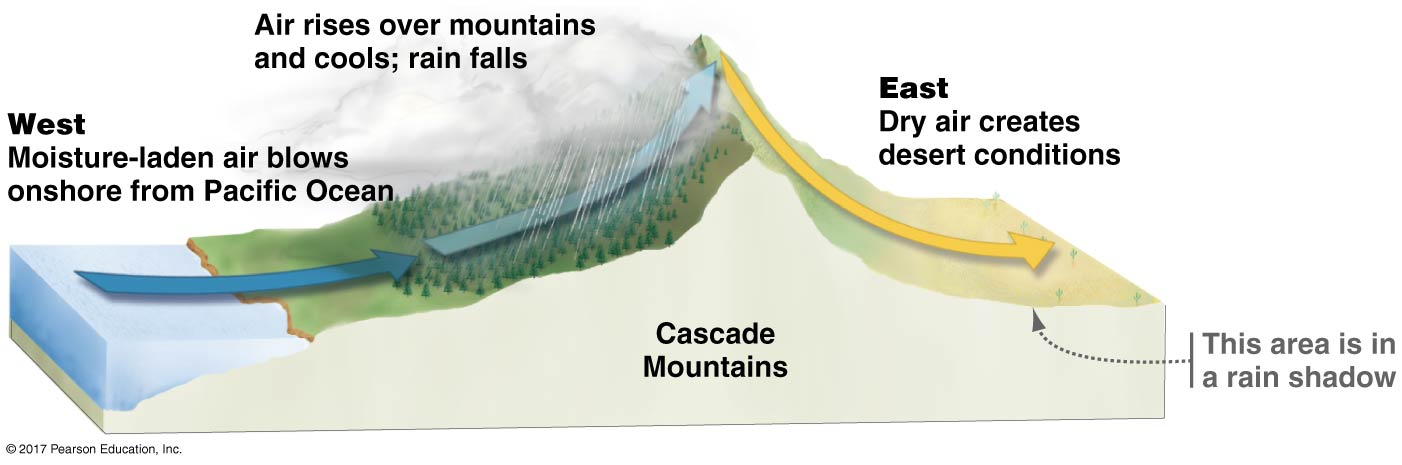 Air rises over mountains
and cools; rain falls
West
Moisture-laden air blows
onshore from Pacific Ocean
East
Dry air creates
desert conditions
Cascade
Mountains
This area is in
a rain shadow
© 2017 Pearson Education, Inc.